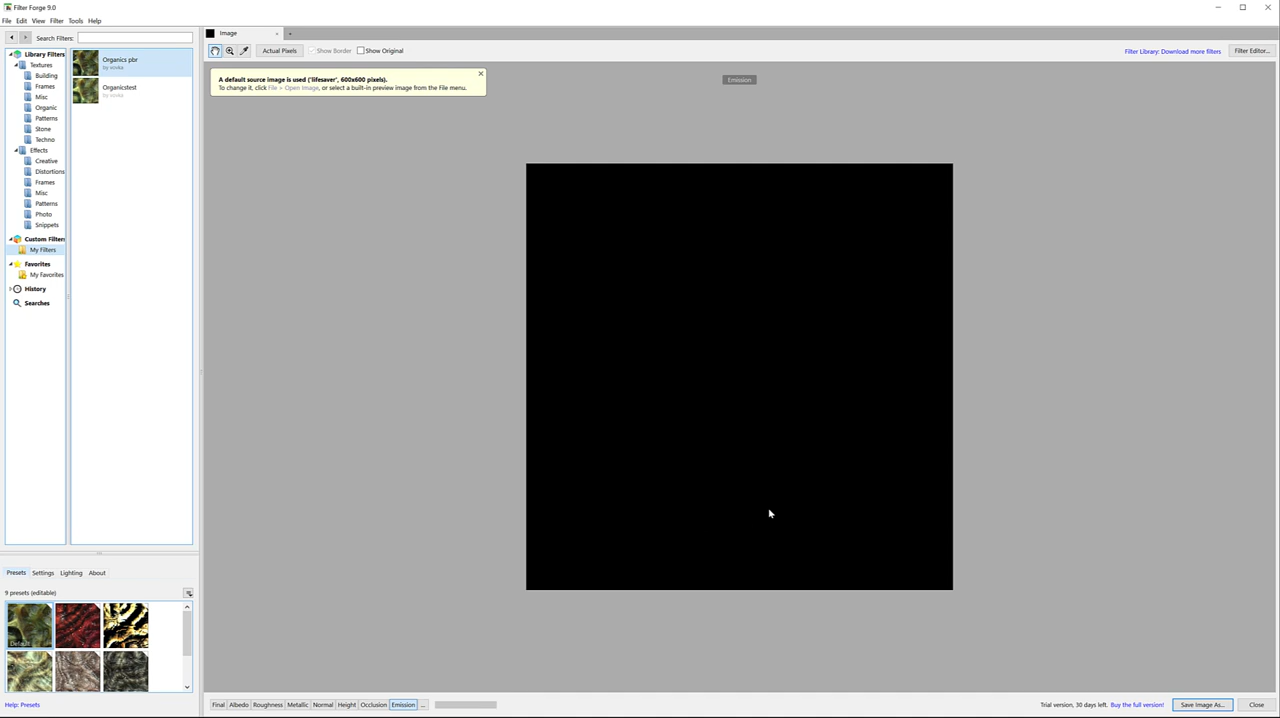 Filter Forge 9.0
File Edit View Filter Tools Help
Search Filters:
Image
Actual Pixels
Show Border
Show Original
Filter Library: Download more filters
Filter Editor...
Library Filters
Textures
Building
Frames
Misc
Organic
Patterns
Stone
Techno
Effects
Creative
Distortions
Frames
Misc
Patterns
Photo
Snippets
Custom Filters
My Filters
Favorites
My Favorites
History
Searches
Organics pbr
by vovka
Organicstest
by vovka
A default source image is used ('lifesaver', 600x600 pixels).
To change it, click File > Open Image, or select a built-in preview image from the File menu.
Emission
Presets Settings Lighting About
9 presets (editable)
Default
Help: Presets
Final Albedo Roughness Metallic Normal Height Occlusion Emission ...
Trial version, 30 days left. Buy the full version!
Save Image As...
Close